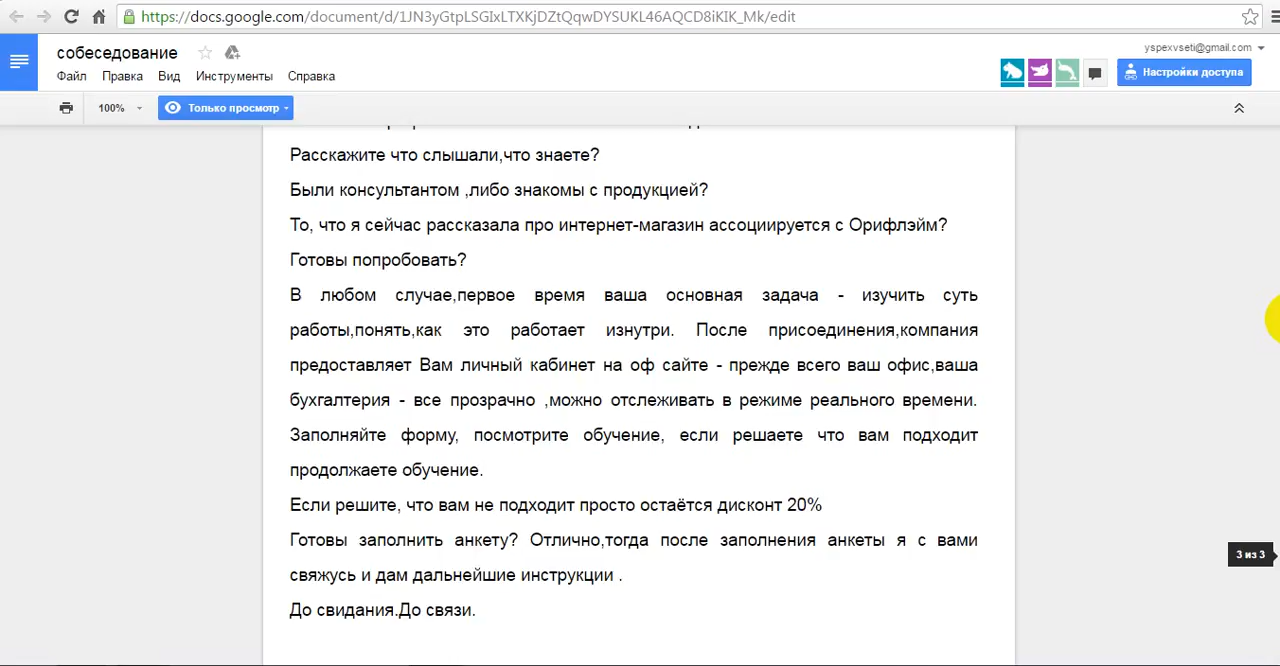 https://docs.google.com/document/d/1JN3yGtpLSGIxLTXKjDZtQqwDYSUKL46AQCD8iKIK_Mk/edit
собеседование
yspexvseti@gmail.com
Файл Правка Вид Инструменты Справка
Настройки доступа
100% Только просмотр
Расскажите что слышали,что знаете?
Были консультантом ,либо знакомы с продукцией?
То, что я сейчас рассказала про интернет-магазин ассоциируется с Орифлэйм?
Готовы попробовать?
В любом случае,первое время ваша основная задача - изучить суть
работы,понять,как это работает изнутри. После присоединения,компания
предоставляет Вам личный кабинет на оф сайте - прежде всего ваш офис,ваша
бухгалтерия - все прозрачно ,можно отслеживать в режиме реального времени.
Заполняйте форму, посмотрите обучение, если решаете что вам подходит
продолжаете обучение.
Если решите, что вам не подходит просто остаётся дисконт 20%
Готовы заполнить анкету? Отлично,тогда после заполнения анкеты я с вами
свяжусь и дам дальнейшие инструкции .
До свидания.До связи.
3 из 3